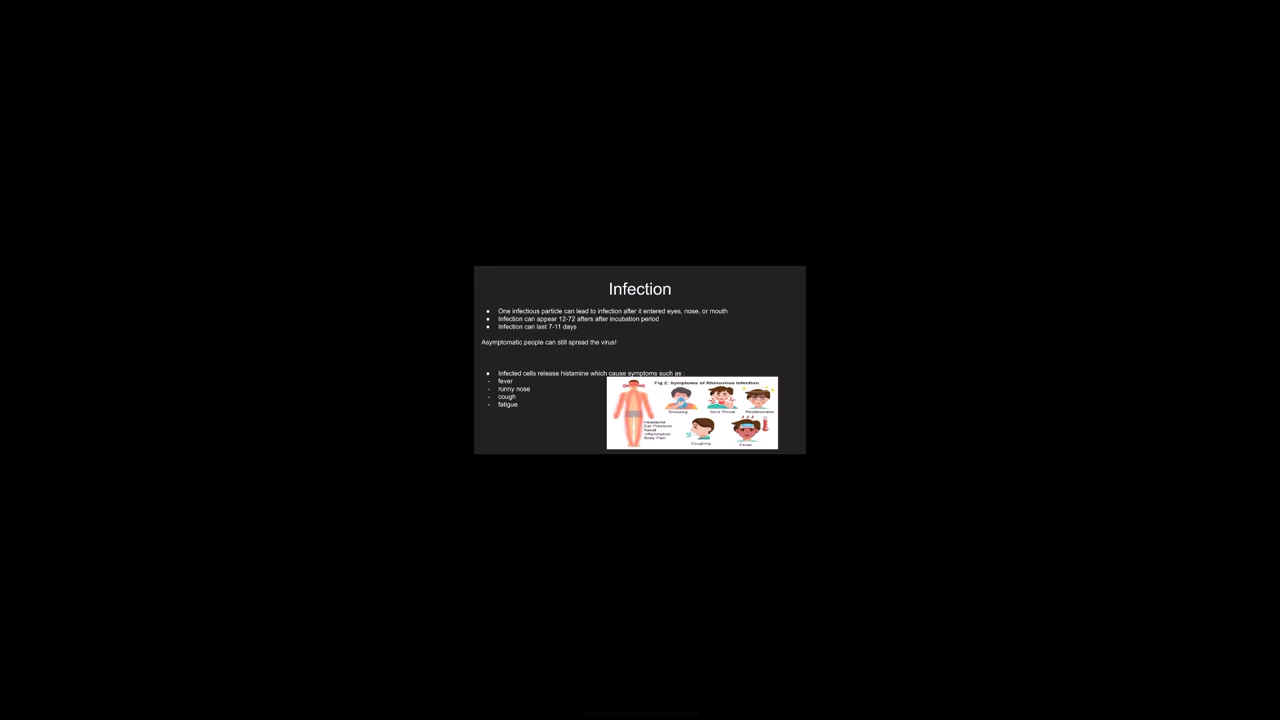 Infection
● One infectious particle can lead to infection after it entered eyes, nose, or mouth
● Infection can appear 12-72 afters after incubation period
● Infection can last 7-11 days
Asymptomatic people can still spread the virus!
● Infected cells release histamine which cause symptoms such as :
- fever
- runny nose
- cough
- fatigue
Fig 2: Symptoms of Rhinovirus Infection
Sneezing Sore Throat Restlessness
Headache
Ear Pressure
Nasal
Inflammation
Body Pain
Coughing Fever